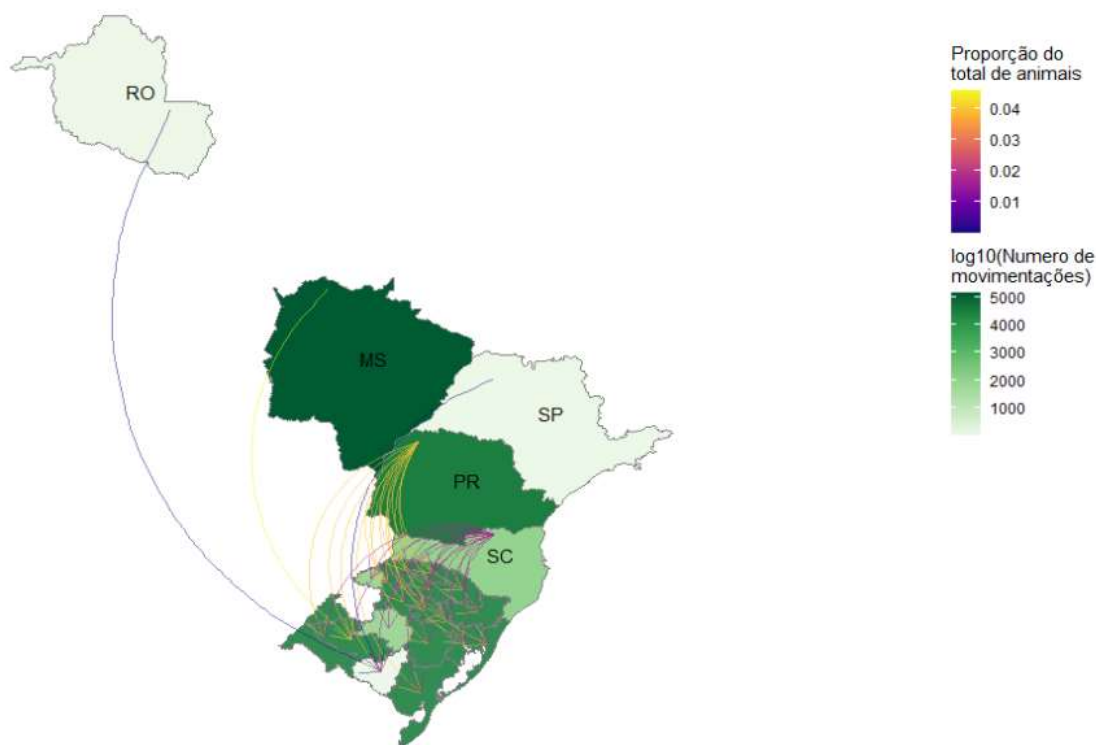 Proporção do
total de animais
0.04
0.03
0.02
0.01
log10(Numero de
movimentações)
5000
4000
3000
2000
1000
RO
MS
SP
PR
SC